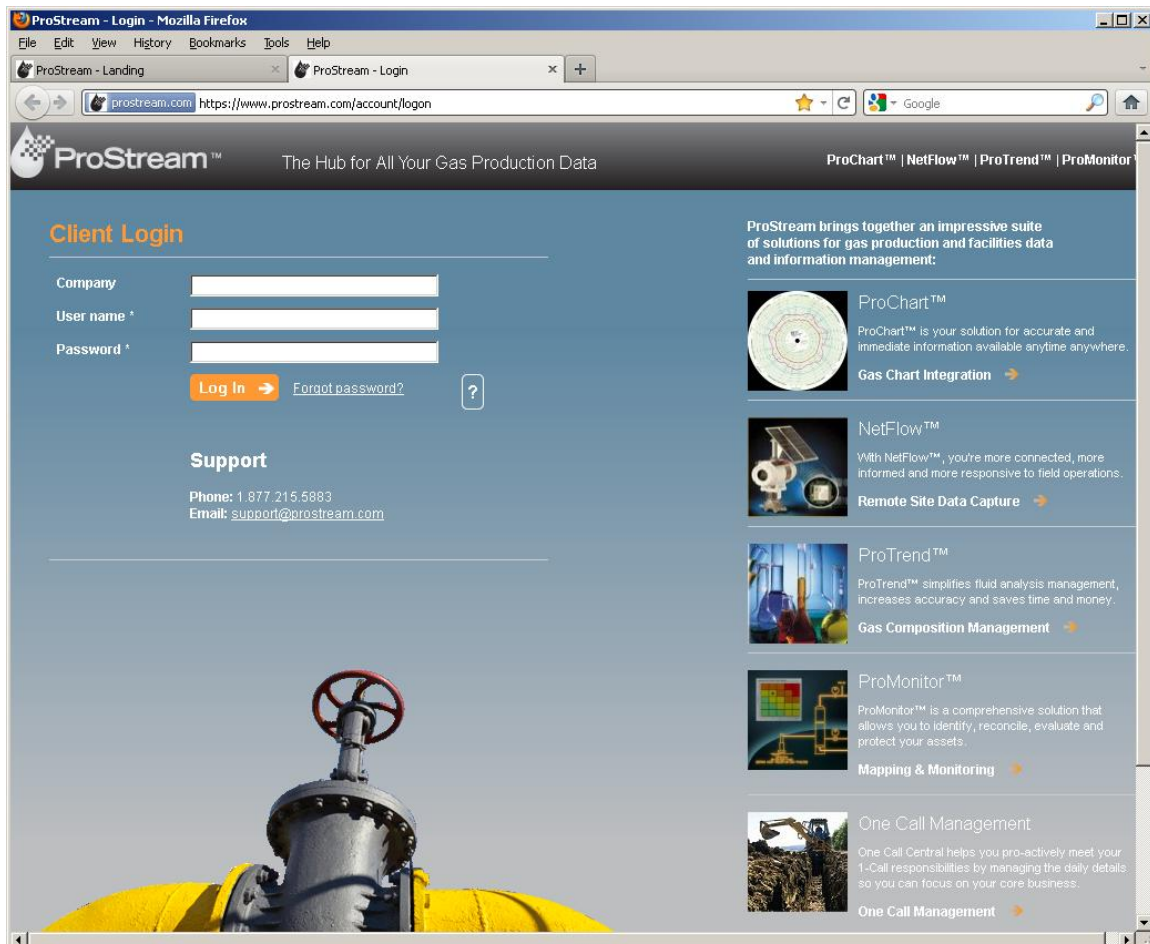 ProStream - Login - Mozilla Firefox
File Edit View History Bookmarks Tools Help
ProStream - Landing
ProStream - Login
prostream.com https://www.prostream.com/account/logon
Google
ProStream™
The Hub for All Your Gas Production Data
ProChart™ | NetFlow™ | ProTrend™ | ProMonitor
Client Login
Company
User name *
Password *
Log In
Forgot password?
?
Support
Phone: 1.877.215.5883
Email: support@prostream.com
ProStream brings together an impressive suite
of solutions for gas production and facilities data
and information management:
ProChart™
ProChart™ is your solution for accurate and
immediate information available anytime anywhere.
Gas Chart Integration
NetFlow™
With NetFlow™, you're more connected, more
informed and more responsive to field operations.
Remote Site Data Capture
ProTrend™
ProTrend™ simplifies fluid analysis management,
increases accuracy and saves time and money.
Gas Composition Management
ProMonitor™
ProMonitor™ is a comprehensive solution that
allows you to identify, reconcile, evaluate and
protect your assets.
Mapping & Monitoring
One Call Management
One Call Central helps you pro-actively meet your
1-Call responsibilities by managing the daily details
so you can focus on your core business.
One Call Management